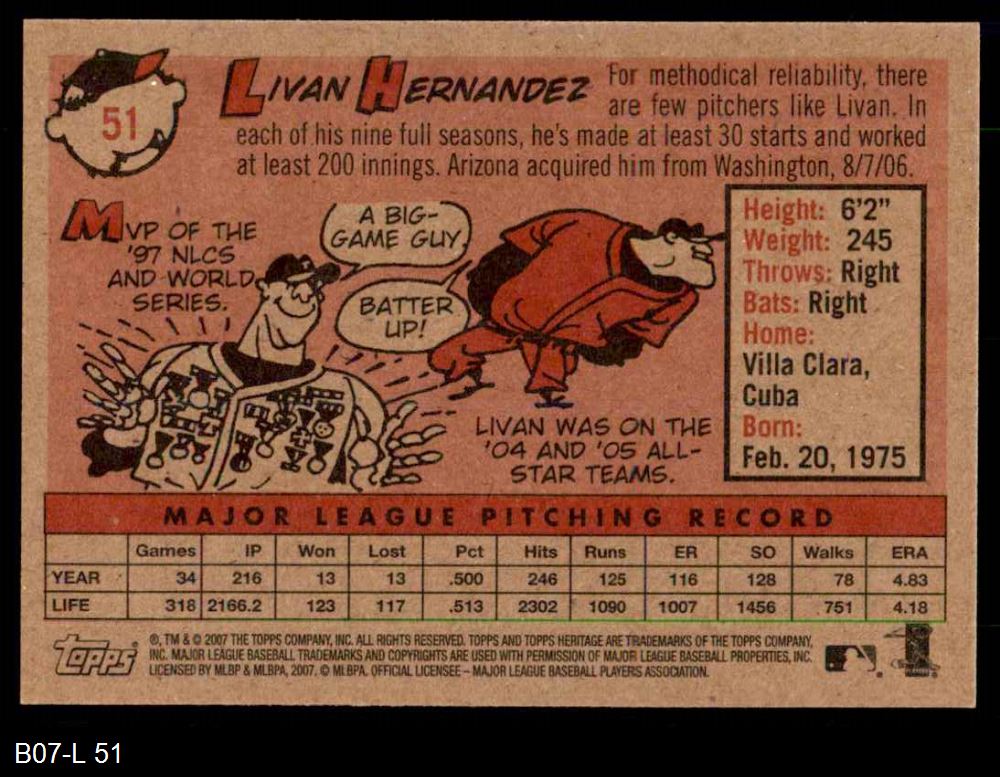 51
LIVAN HERNANDEZ
For methodical reliability, there
are few pitchers like Livan. In
each of his nine full seasons, he's made at least 30 starts and worked
at least 200 innings. Arizona acquired him from Washington, 8/7/06.
MVP OF THE
'97 NLCS
AND WORLD
SERIES.
A BIG-
GAME GUY
BATTER
UP!
LIVAN WAS ON THE
'04 AND '05 ALL-
STAR TEAMS.
Height: 6'2"
Weight: 245
Throws: Right
Bats: Right
Home:
Villa Clara,
Cuba
Born:
Feb. 20, 1975
MAJOR LEAGUE PITCHING RECORD
Games IP Won Lost Pct Hits Runs ER SO Walks ERA
YEAR 34 216 13 13 .500 246 125 116 128 78 4.83
LIFE 318 2166.2 123 117 .513 2302 1090 1007 1456 751 4.18
Topps
®, TM & © 2007 THE TOPPS COMPANY, INC. ALL RIGHTS RESERVED. TOPPS AND TOPPS HERITAGE ARE TRADEMARKS OF THE TOPPS COMPANY,
INC. MAJOR LEAGUE BASEBALL TRADEMARKS AND COPYRIGHTS ARE USED WITH PERMISSION OF MAJOR LEAGUE BASEBALL PROPERTIES, INC.
LICENSED BY MLBP & MLBPA, 2007. © MLBPA. OFFICIAL LICENSEE – MAJOR LEAGUE BASEBALL PLAYERS ASSOCIATION.
B07-L 51